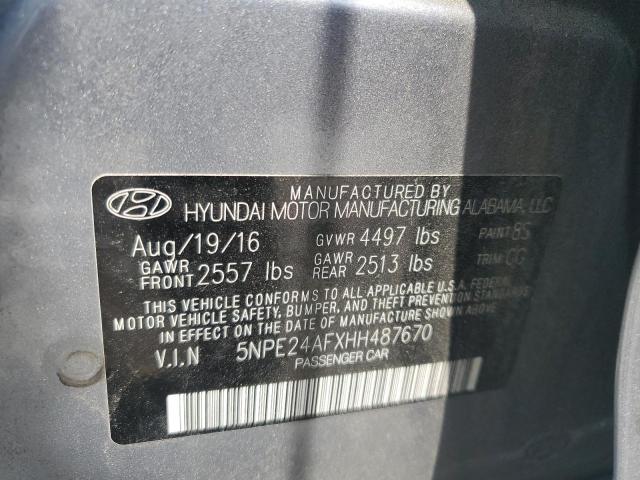 MANUFACTURED BY
HYUNDAI MOTOR MANUFACTURING ALABAMA, LLC
Aug/19/16 GVWR 4497 lbs PAINT: 8S
GAWR FRONT 2557 lbs GAWR REAR 2513 lbs TRIM: GG
THIS VEHICLE CONFORMS TO ALL APPLICABLE U.S.A. FEDERAL
MOTOR VEHICLE SAFETY, BUMPER, AND THEFT PREVENTION STANDARDS
IN EFFECT ON THE DATE OF MANUFACTURE SHOWN ABOVE.
V.I.N 5NPE24AFXHH487670
PASSENGER CAR